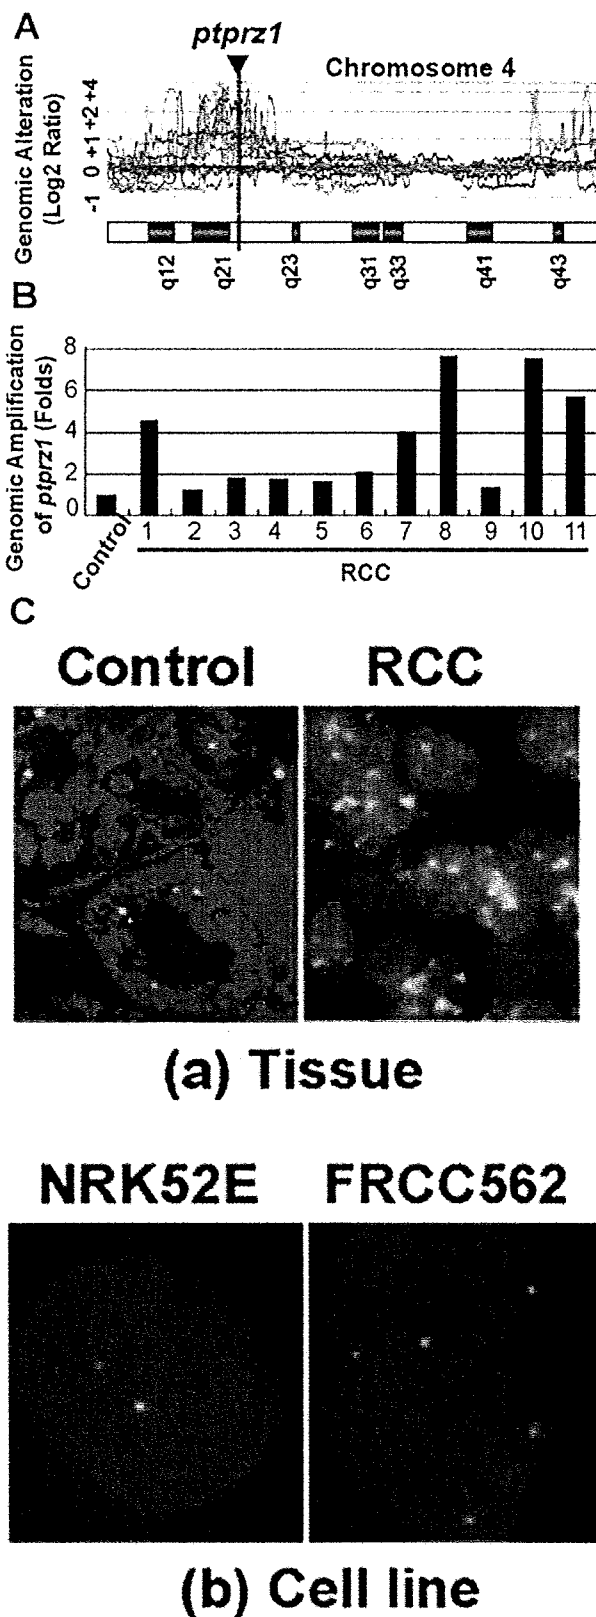 A
ptprz1
Chromosome 4
Genomic Alteration
(Log2 Ratio)
-1 0 +1 +2 +4
q12 q21 q23 q31 q33 q41 q43
B
Genomic Amplification
of ptprz1 (Folds)
8
6
4
2
0
Control 1 2 3 4 5 6 7 8 9 10 11
RCC
C
Control RCC
(a) Tissue
NRK52E FRCC562
(b) Cell line